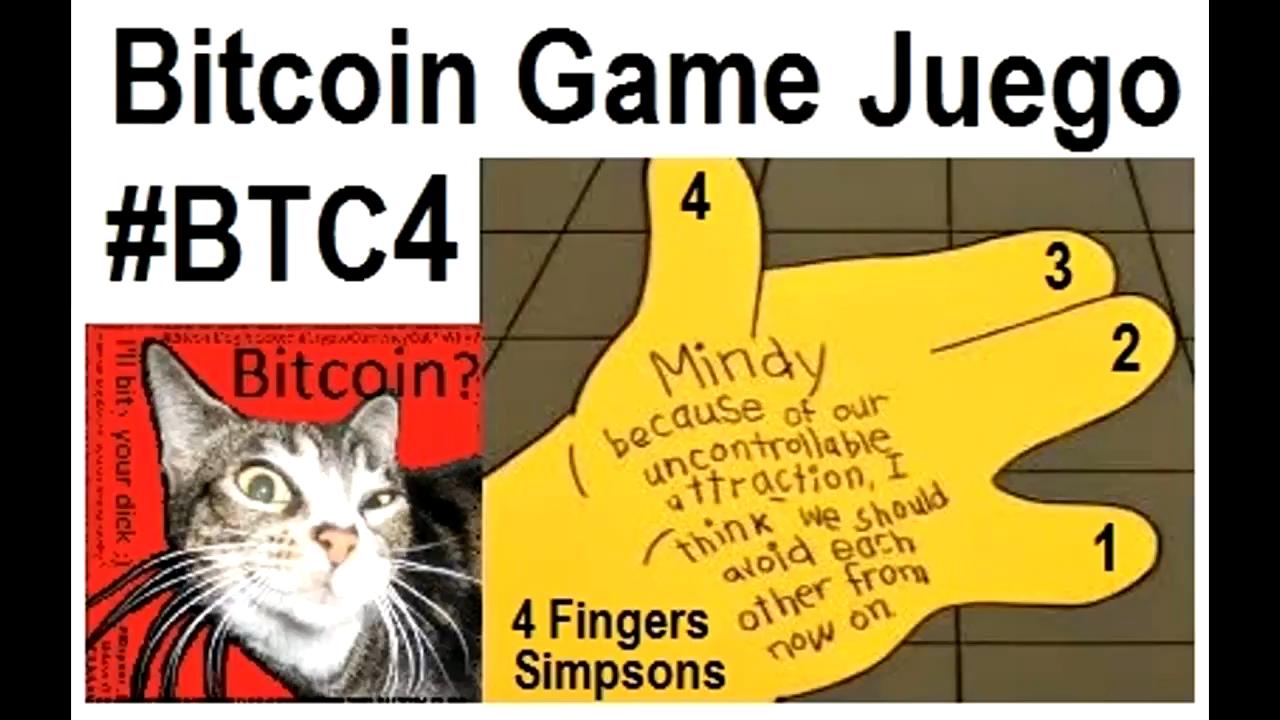 Bitcoin Game Juego
#BTC4
Bitcoin?
I'll bit, your dick :)
4
3
2
1
Mindy
because of our
uncontrollable
attraction, I
think we should
avoid each
other from
now on
4 Fingers
Simpsons